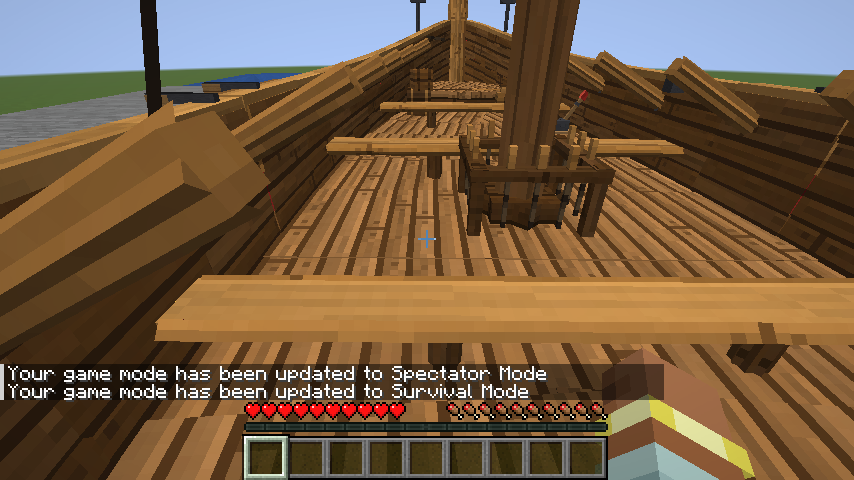 Your game mode has been updated to Spectator Mode
Your game mode has been updated to Survival Mode